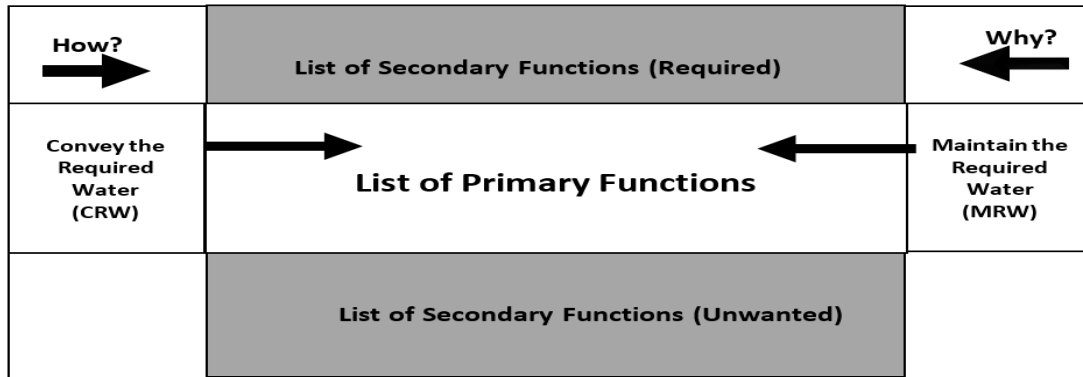 How?
List of Secondary Functions (Required)
Why?
Convey the
Required
Water
(CRW)
List of Primary Functions
Maintain the
Required
Water
(MRW)
List of Secondary Functions (Unwanted)